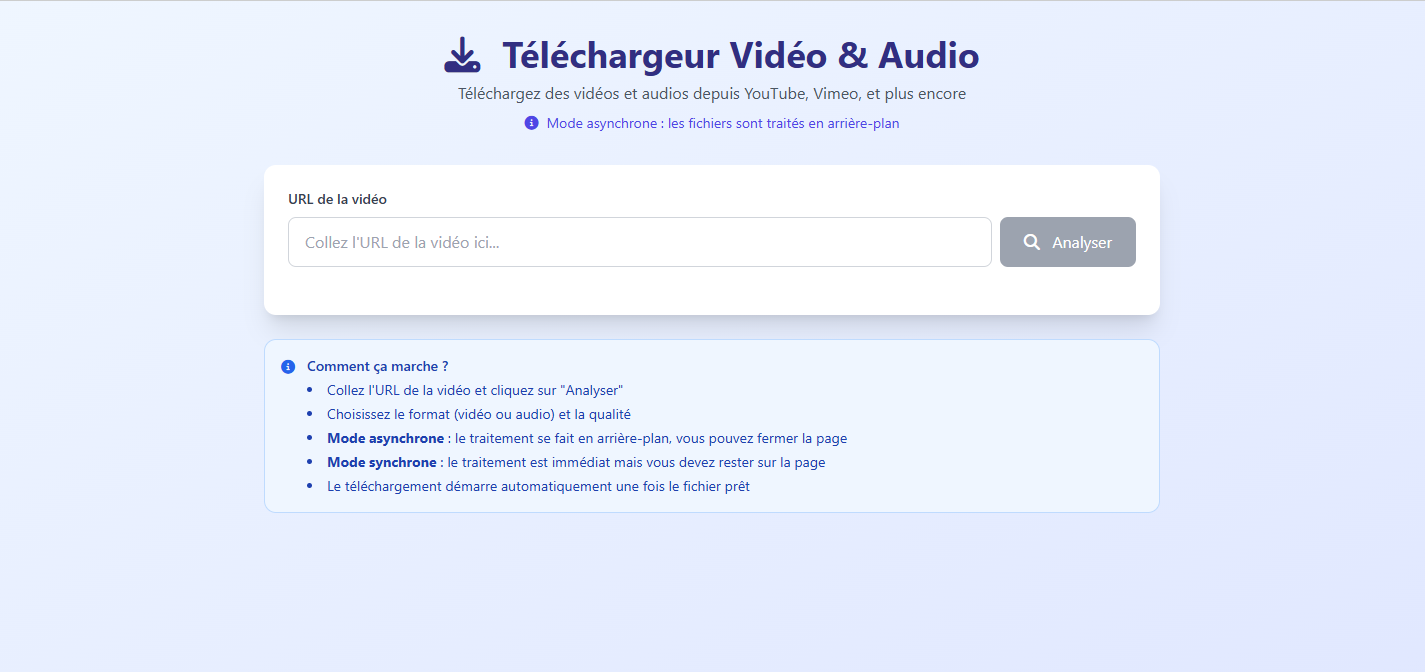 Téléchargeur Vidéo & Audio
Téléchargez des vidéos et audios depuis YouTube, Vimeo, et plus encore
Mode asynchrone : les fichiers sont traités en arrière-plan
URL de la vidéo
Collez l'URL de la vidéo ici...
Analyser
Comment ça marche ?
Collez l'URL de la vidéo et cliquez sur "Analyser"
Choisissez le format (vidéo ou audio) et la qualité
Mode asynchrone : le traitement se fait en arrière-plan, vous pouvez fermer la page
Mode synchrone : le traitement est immédiat mais vous devez rester sur la page
Le téléchargement démarre automatiquement une fois le fichier prêt